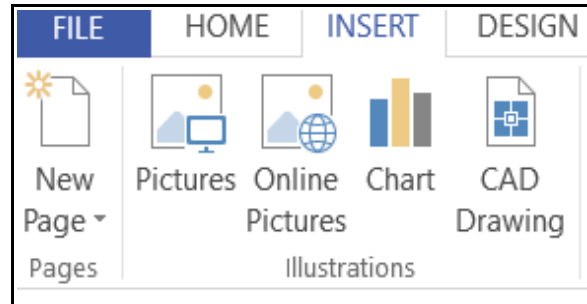 FILE HOME INSERT DESIGN
New Pictures Online Chart CAD
Page Pictures Drawing
Pages Illustrations